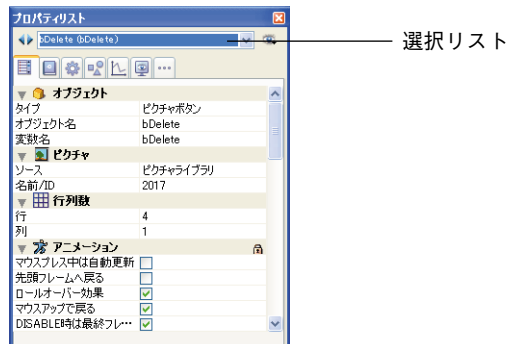 プロパティリスト
bDelete (bDelete)
選択リスト
オブジェクト
タイプ ピクチャボタン
オブジェクト名 bDelete
変数名 bDelete
ピクチャ
ソース ピクチャライブラリ
名前/ID 2017
行列数
行 4
列 1
アニメーション
マウスプレス中は自動更新
先頭フレームへ戻る
ロールオーバー効果
マウスアップで戻る
DISABLE時は最終フレ…